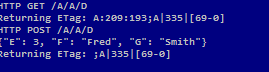 HTTP GET /A/A/D
Returning ETag: A:209:193;A|335|[69-0]
HTTP POST /A/A/D
{"E": 3, "F": "Fred", "G": "Smith"}
Returning ETag: ;A|335|[69-0]